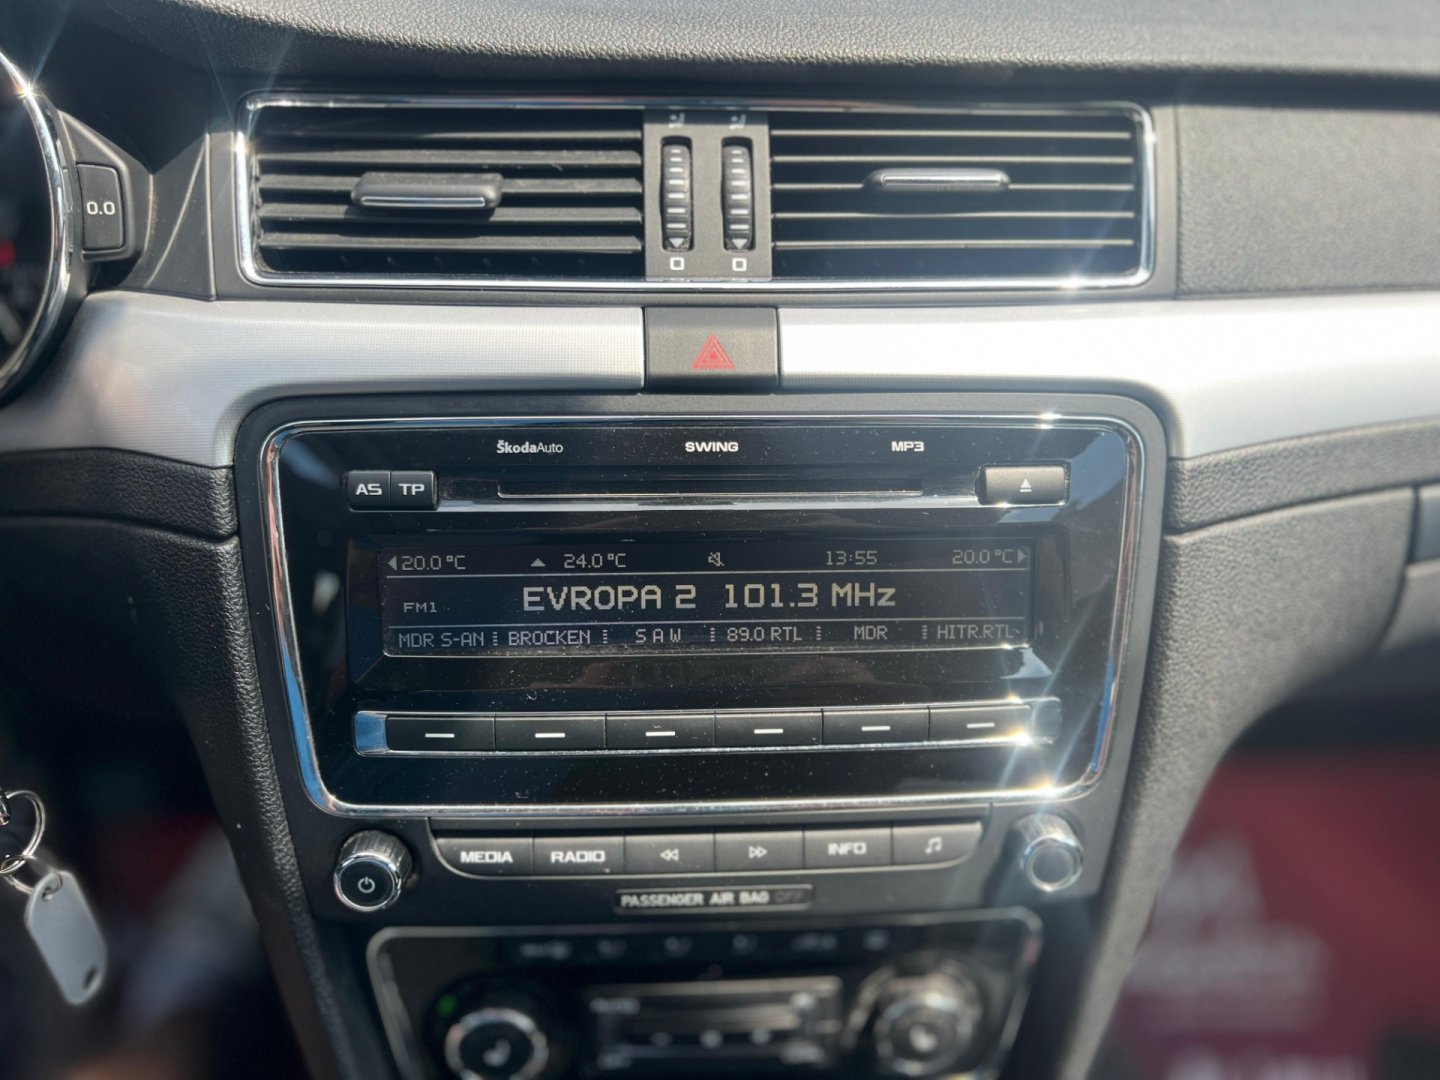 0.0
ŠkodaAuto SWING MP3
AS TP
20.0°C 24.0°C 13:55 20.0°C
FM1 EVROPA 2 101.3 MHz
MDR S-AN BROCKEN S A W 89.0 RTL MDR HITR.RTL
MEDIA RADIO INFO
PASSENGER AIR BAG OFF